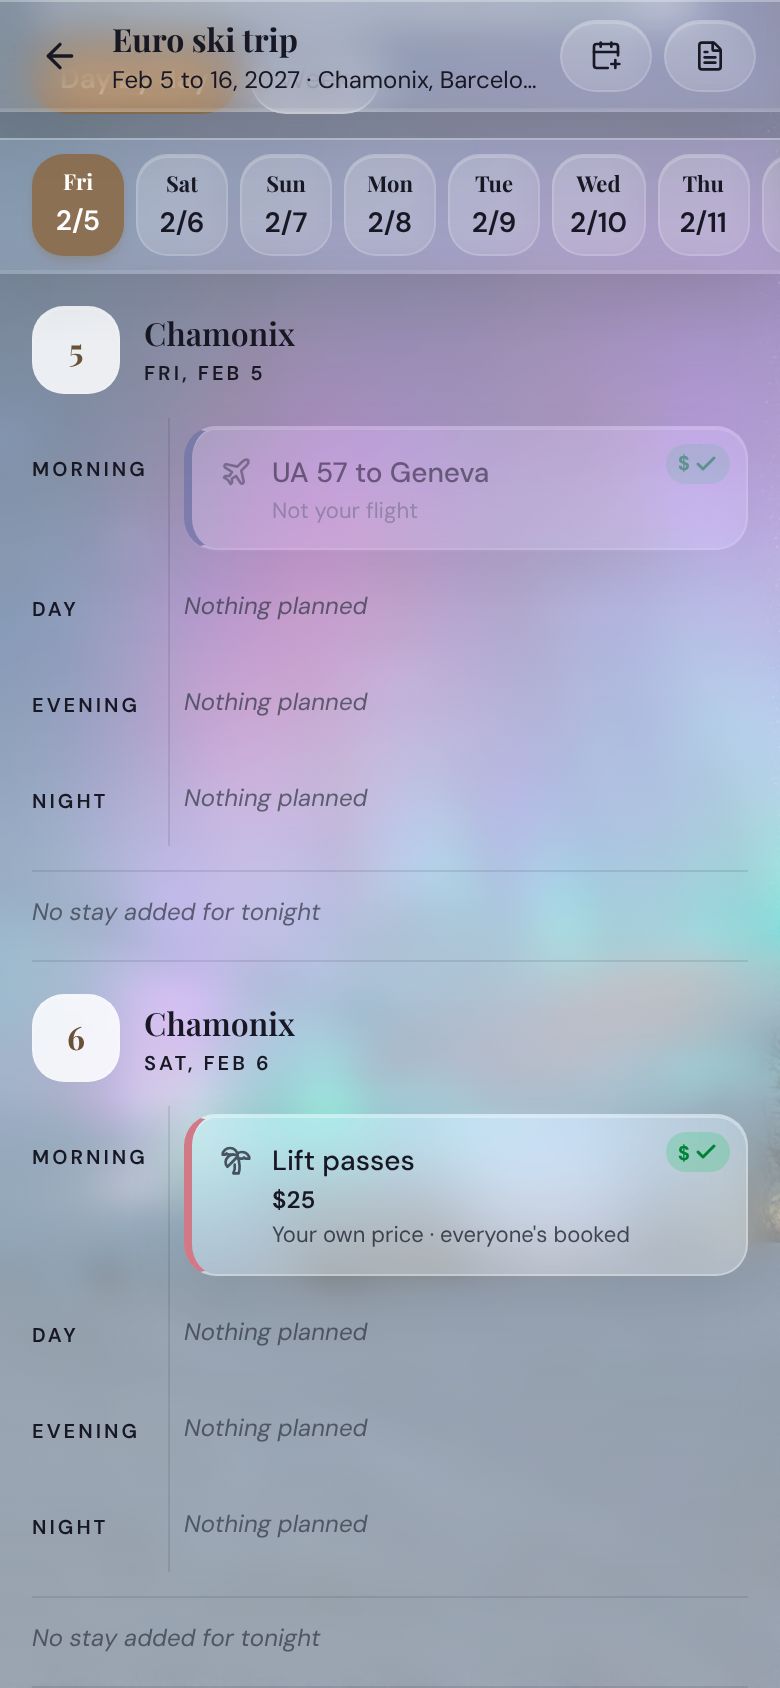 Euro ski trip
Feb 5 to 16, 2027 · Chamonix, Barcelo...
Fri
2/5
Sat
2/6
Sun
2/7
Mon
2/8
Tue
2/9
Wed
2/10
Thu
2/11
5
Chamonix
FRI, FEB 5
MORNING
UA 57 to Geneva
$
Not your flight
DAY
Nothing planned
EVENING
Nothing planned
NIGHT
Nothing planned
No stay added for tonight
6
Chamonix
SAT, FEB 6
MORNING
Lift passes
$
$25
Your own price · everyone's booked
DAY
Nothing planned
EVENING
Nothing planned
NIGHT
Nothing planned
No stay added for tonight